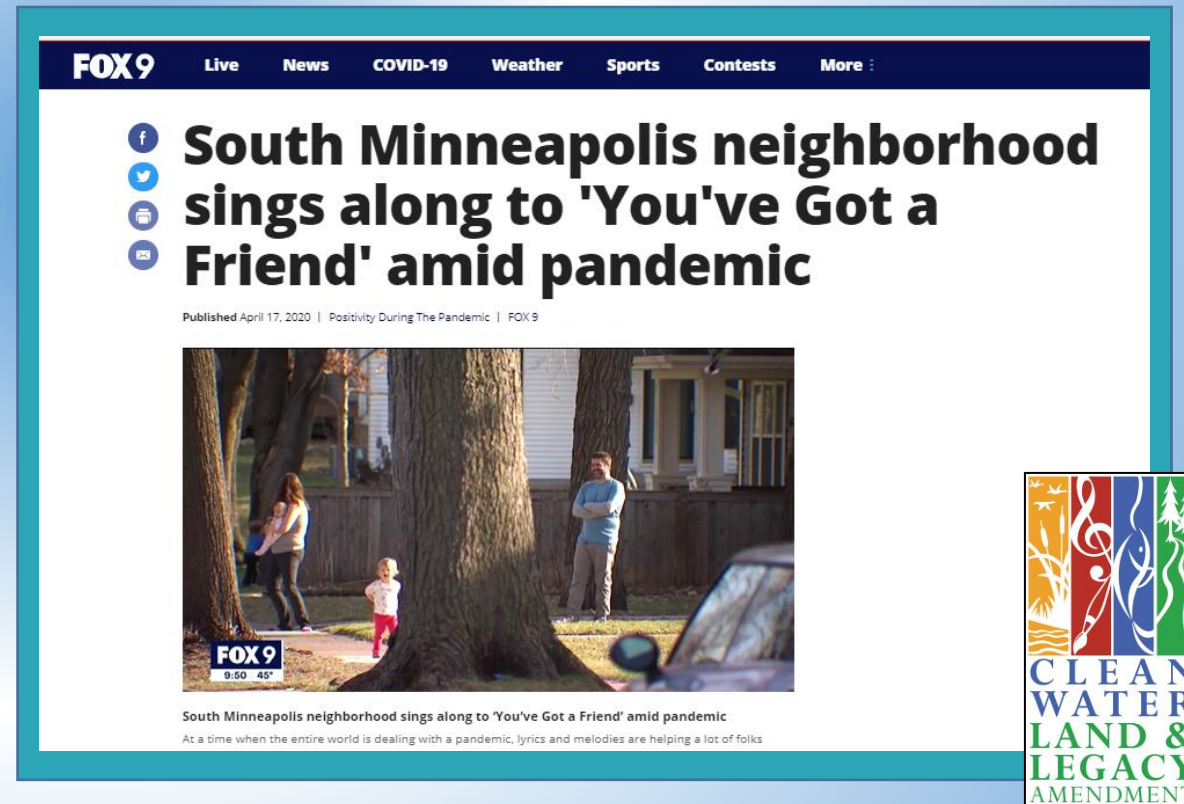 FOX 9 Live News COVID-19 Weather Sports Contests More
South Minneapolis neighborhood
sings along to 'You've Got a
Friend' amid pandemic
Published April 17, 2020 | Positivity During The Pandemic | FOX 9
FOX 9
9:50 45°
South Minneapolis neighborhood sings along to ‘You’ve Got a Friend’ amid pandemic
At a time when the entire world is dealing with a pandemic, lyrics and melodies are helping a lot of folks
CLEAN
WATER
LAND &
LEGACY
AMENDMENT